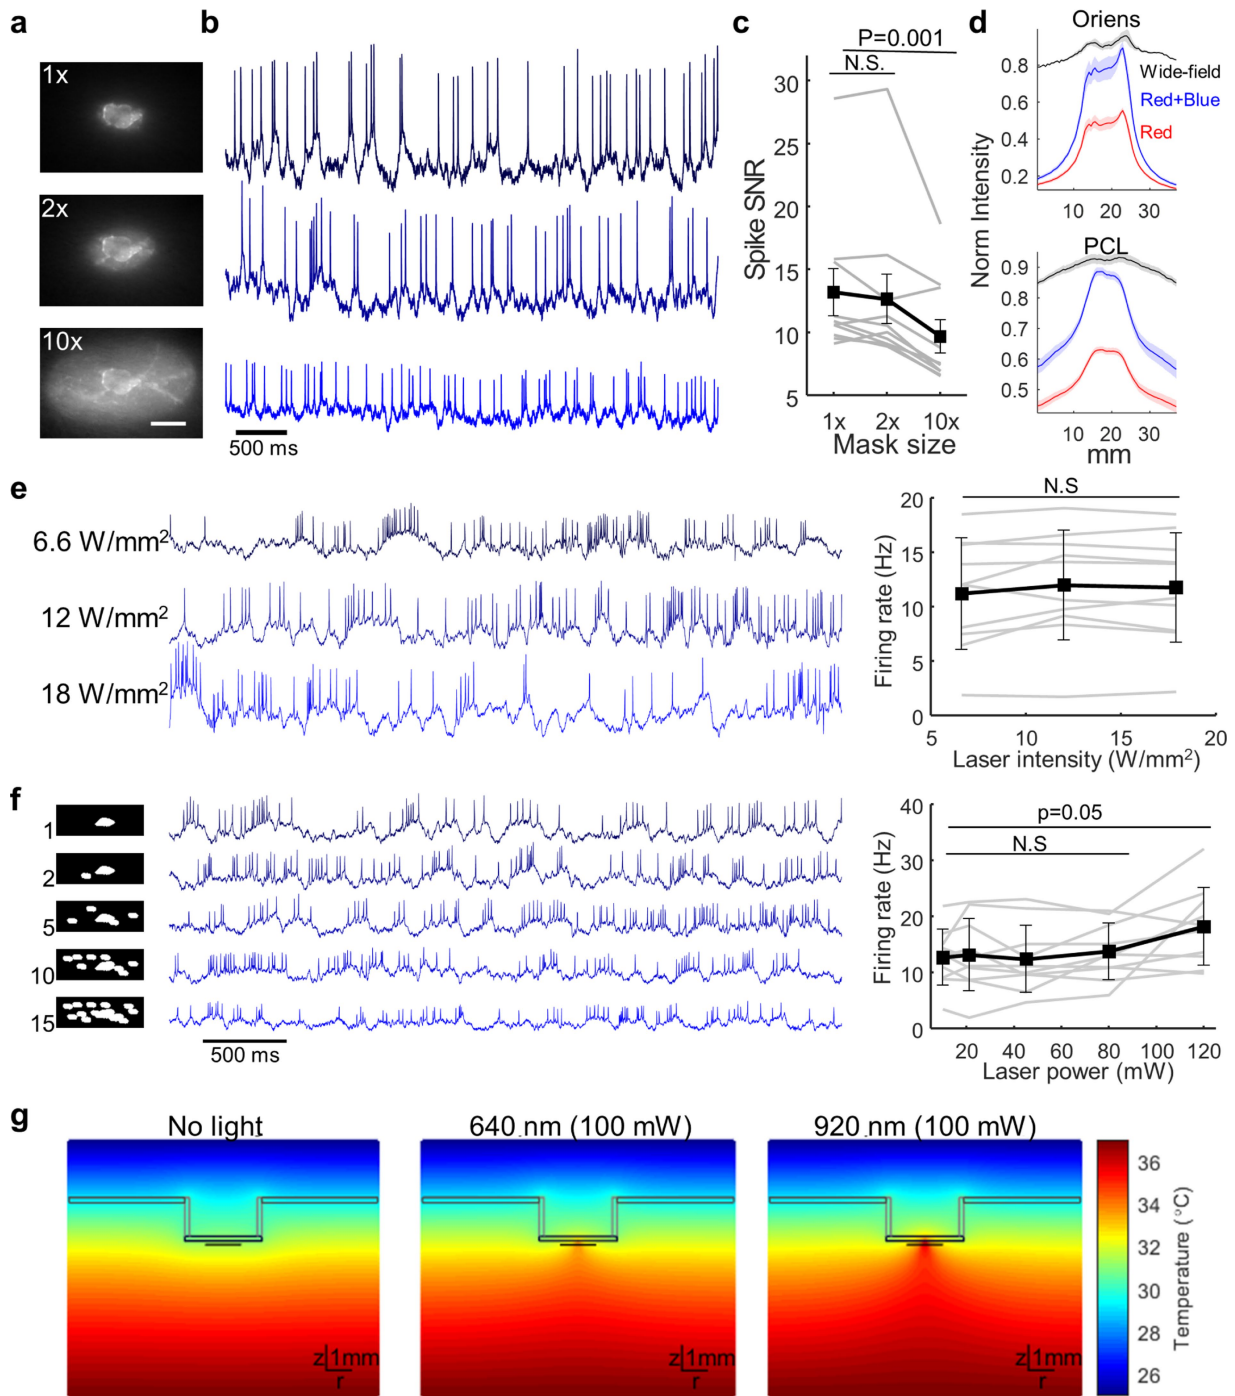 a
1x
2x
10x
b
500 ms
c
P=0.001
N.S.
Spike SNR
30
25
20
15
10
5
1x 2x 10x
Mask size
d
Oriens
Norm Intensity
0.8
0.6
0.4
0.2
Wide-field
Red+Blue
Red
10 20 30
PCL
0.9
0.8
0.7
0.6
0.5
10 20 30
mm
e
6.6 W/mm²
12 W/mm²
18 W/mm²
N.S
Firing rate (Hz)
20
15
10
5
0
5 10 15 20
Laser intensity (W/mm²)
f
1
2
5
10
15
500 ms
p=0.05
N.S
Firing rate (Hz)
40
30
20
10
0
20 40 60 80 100 120
Laser power (mW)
g
No light
640 nm (100 mW)
920 nm (100 mW)
z 1mm
r
z 1mm
r
z 1mm
r
36
34
32
30
28
26
Temperature (°C)